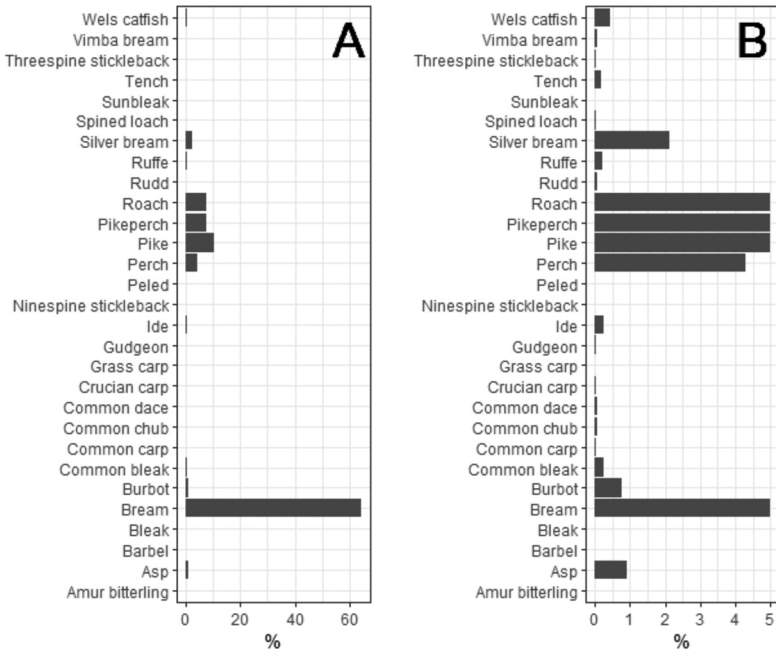 A
Wels catfish
Vimba bream
Threespine stickleback
Tench
Sunbleak
Spined loach
Silver bream
Ruffe
Rudd
Roach
Pikeperch
Pike
Perch
Peled
Ninespine stickleback
Ide
Gudgeon
Grass carp
Crucian carp
Common dace
Common chub
Common carp
Common bleak
Burbot
Bream
Bleak
Barbel
Asp
Amur bitterling
0 20 40 60
%
B
Wels catfish
Vimba bream
Threespine stickleback
Tench
Sunbleak
Spined loach
Silver bream
Ruffe
Rudd
Roach
Pikeperch
Pike
Perch
Peled
Ninespine stickleback
Ide
Gudgeon
Grass carp
Crucian carp
Common dace
Common chub
Common carp
Common bleak
Burbot
Bream
Bleak
Barbel
Asp
Amur bitterling
0 1 2 3 4 5
%